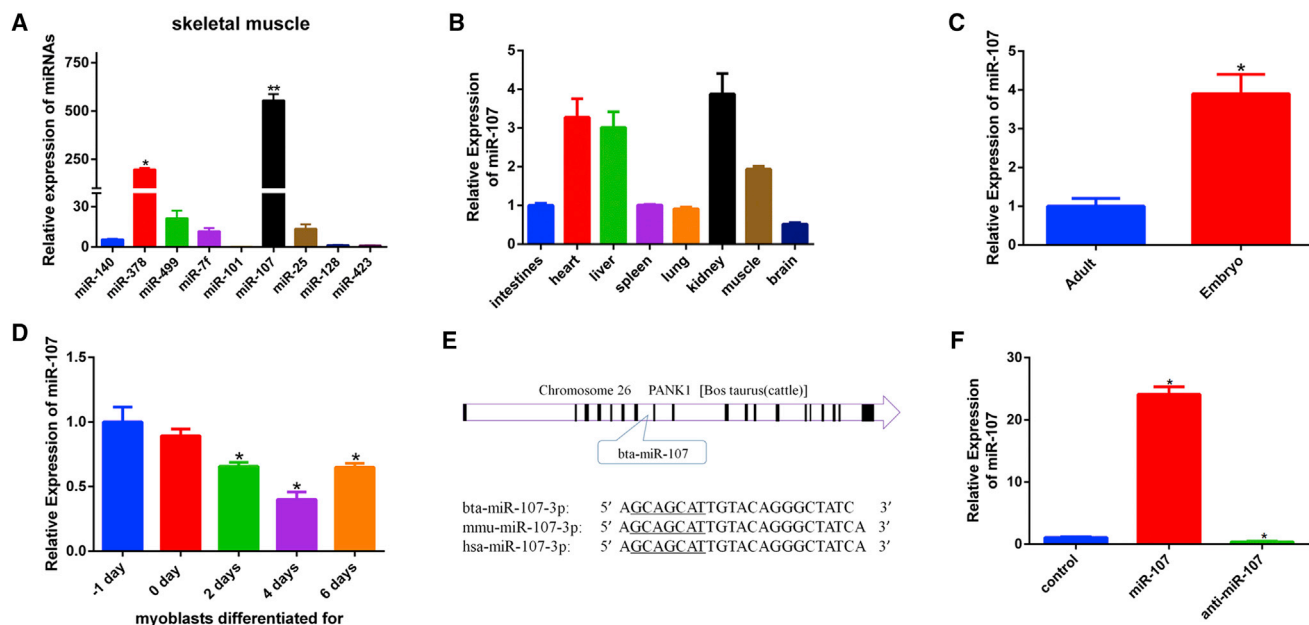 A
skeletal muscle
Relative expression of miRNAs
750
500
250
30
15
0
*
**
miR-140
miR-378
miR-499
miR-7f
miR-101
miR-107
miR-25
miR-128
miR-423
B
Relative Expression
of miR-107
5
4
3
2
1
0
intestines
heart
liver
spleen
lung
kidney
muscle
brain
C
Relative Expression of miR-107
5
4
3
2
1
0
*
Adult
Embryo
D
Relative Expression of miR-107
1.5
1.0
0.5
0.0
*
*
*
-1 day
0 day
2 days
4 days
6 days
myoblasts differentiated for
E
Chromosome 26 PANK1 [Bos taurus(cattle)]
bta-miR-107
bta-miR-107-3p: 5′ AGCAGCATTGTACAGGGCTATC 3′
mmu-miR-107-3p: 5′ AGCAGCATTGTACAGGGCTATCA 3′
hsa-miR-107-3p: 5′ AGCAGCATTGTACAGGGCTATCA 3′
F
Relative Expression
of miR-107
30
20
10
0
*
*
control
miR-107
anti-miR-107